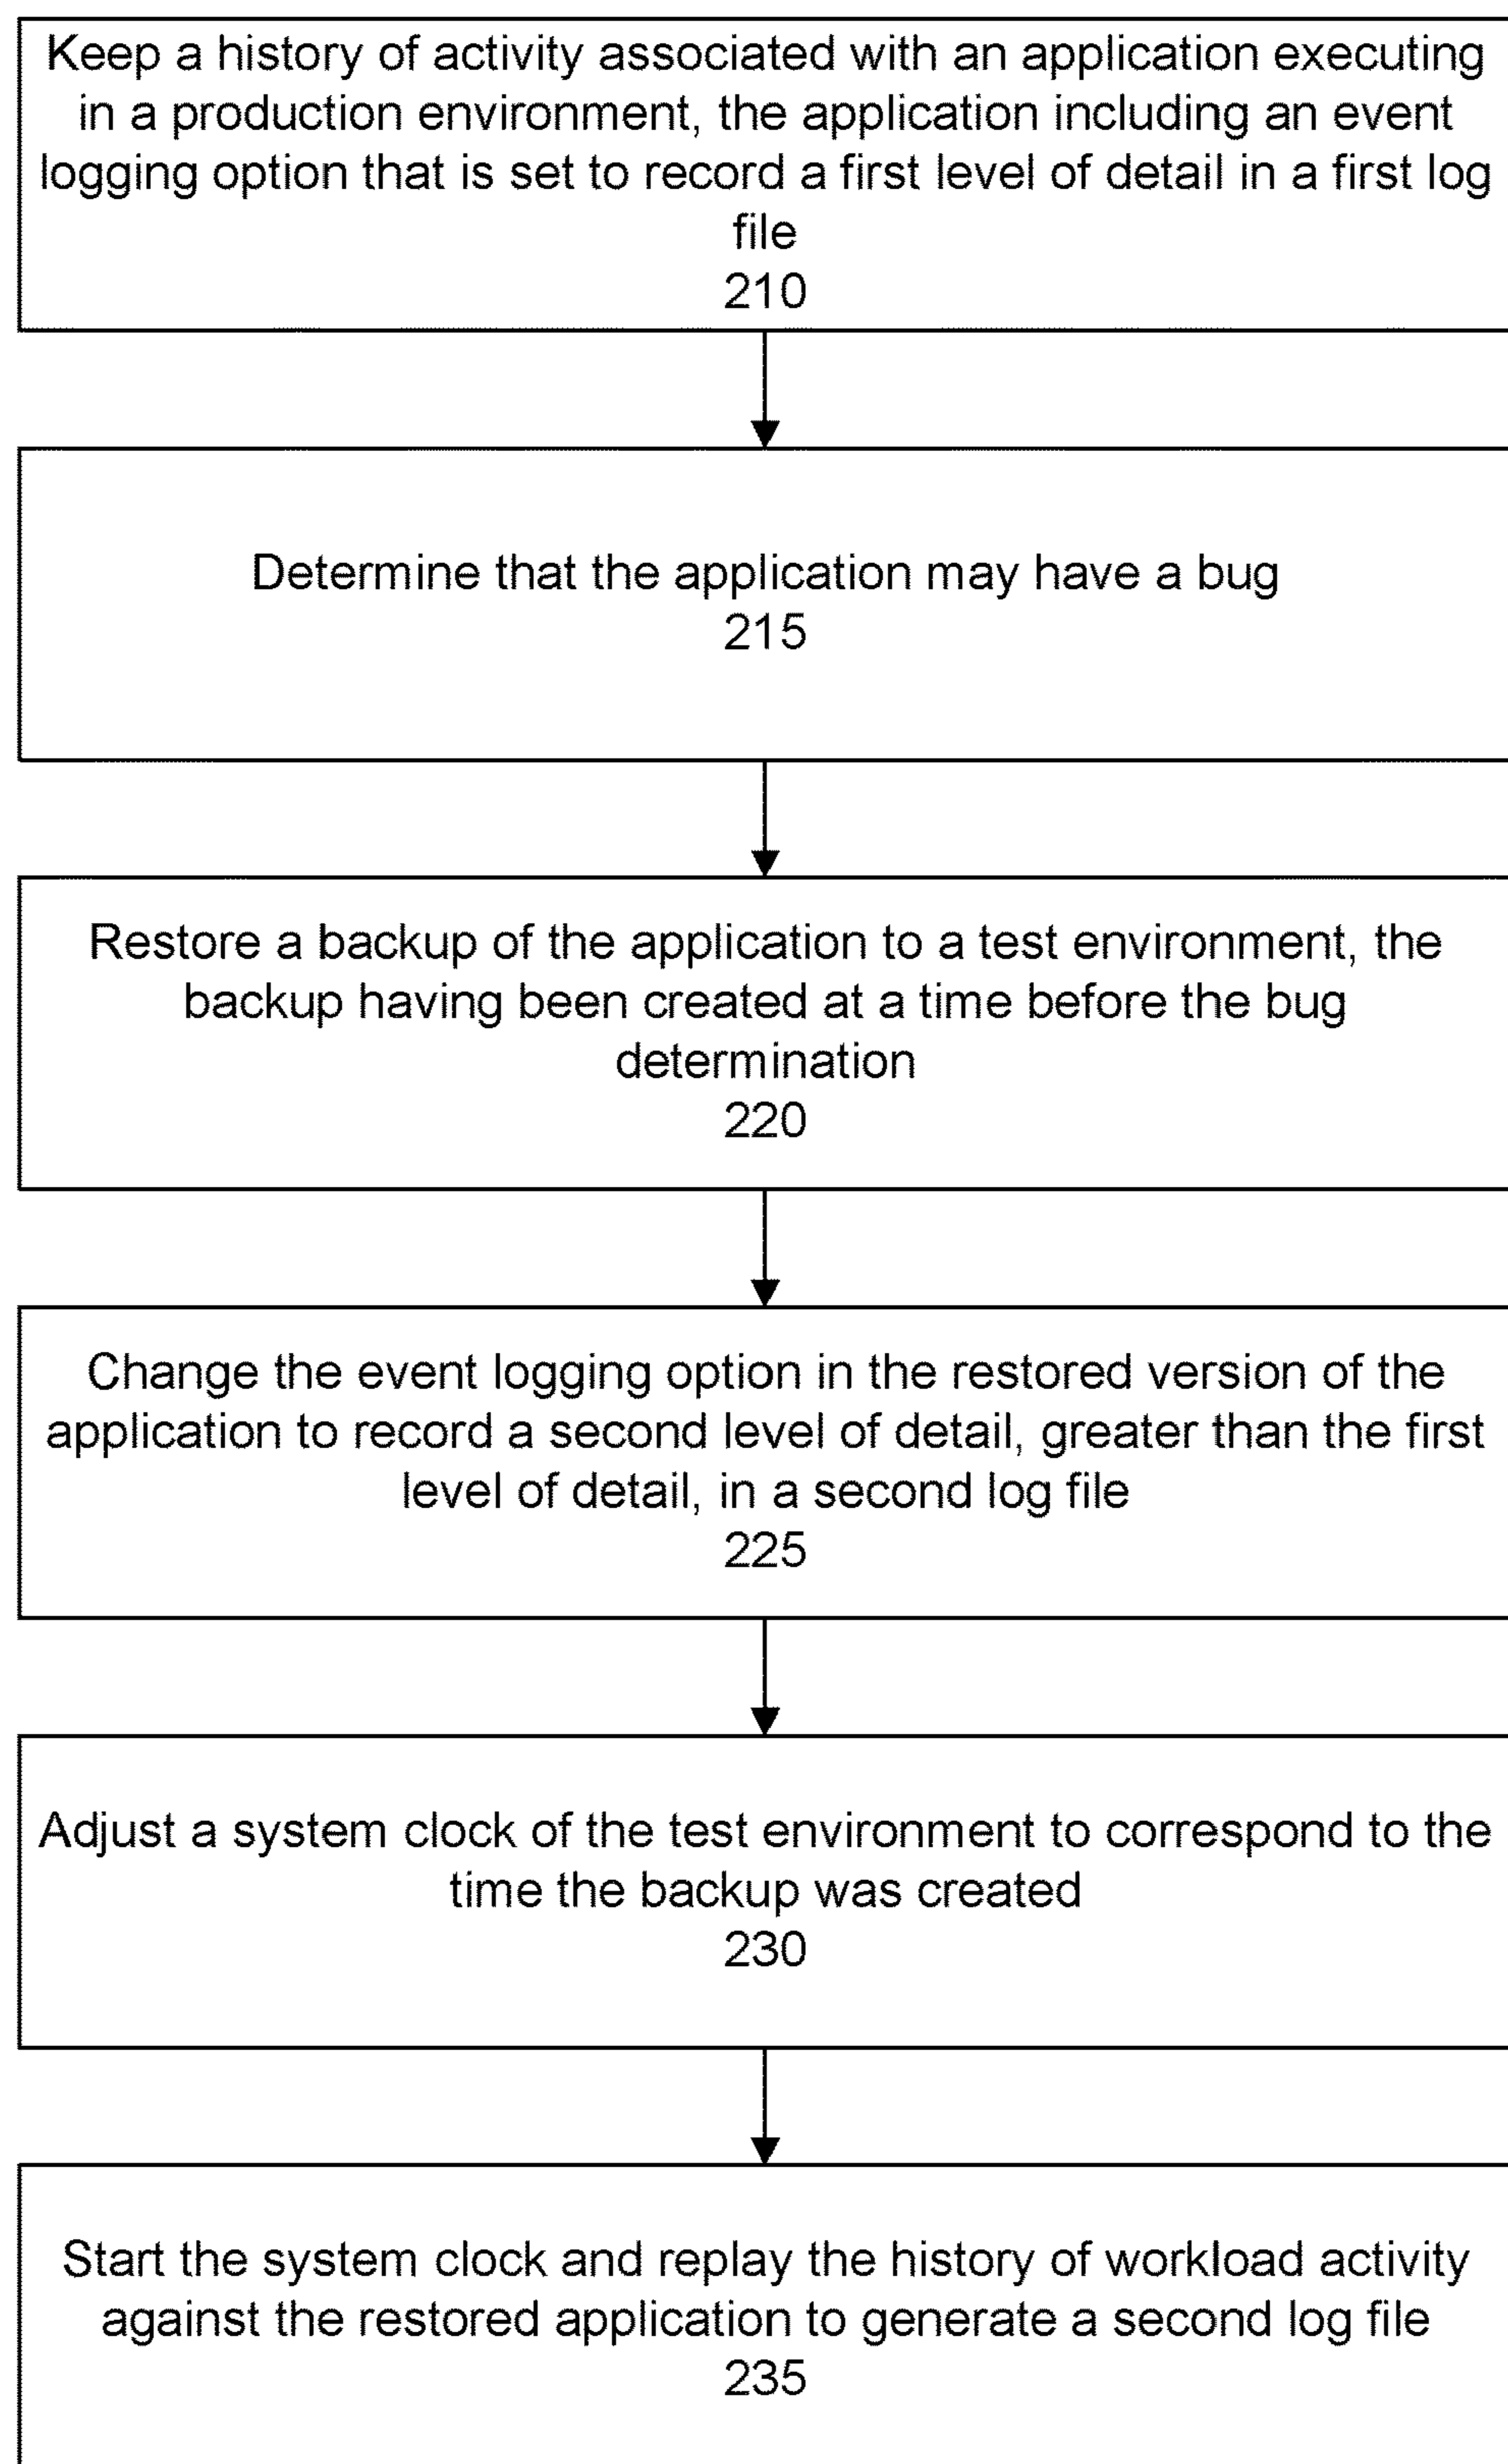 Keep a history of activity associated with an application executing
in a production environment, the application including an event
logging option that is set to record a first level of detail in a first log
file
210
Determine that the application may have a bug
215
Restore a backup of the application to a test environment, the
backup having been created at a time before the bug
determination
220
Change the event logging option in the restored version of the
application to record a second level of detail, greater than the first
level of detail, in a second log file
225
Adjust a system clock of the test environment to correspond to the
time the backup was created
230
Start the system clock and replay the history of workload activity
against the restored application to generate a second log file
235